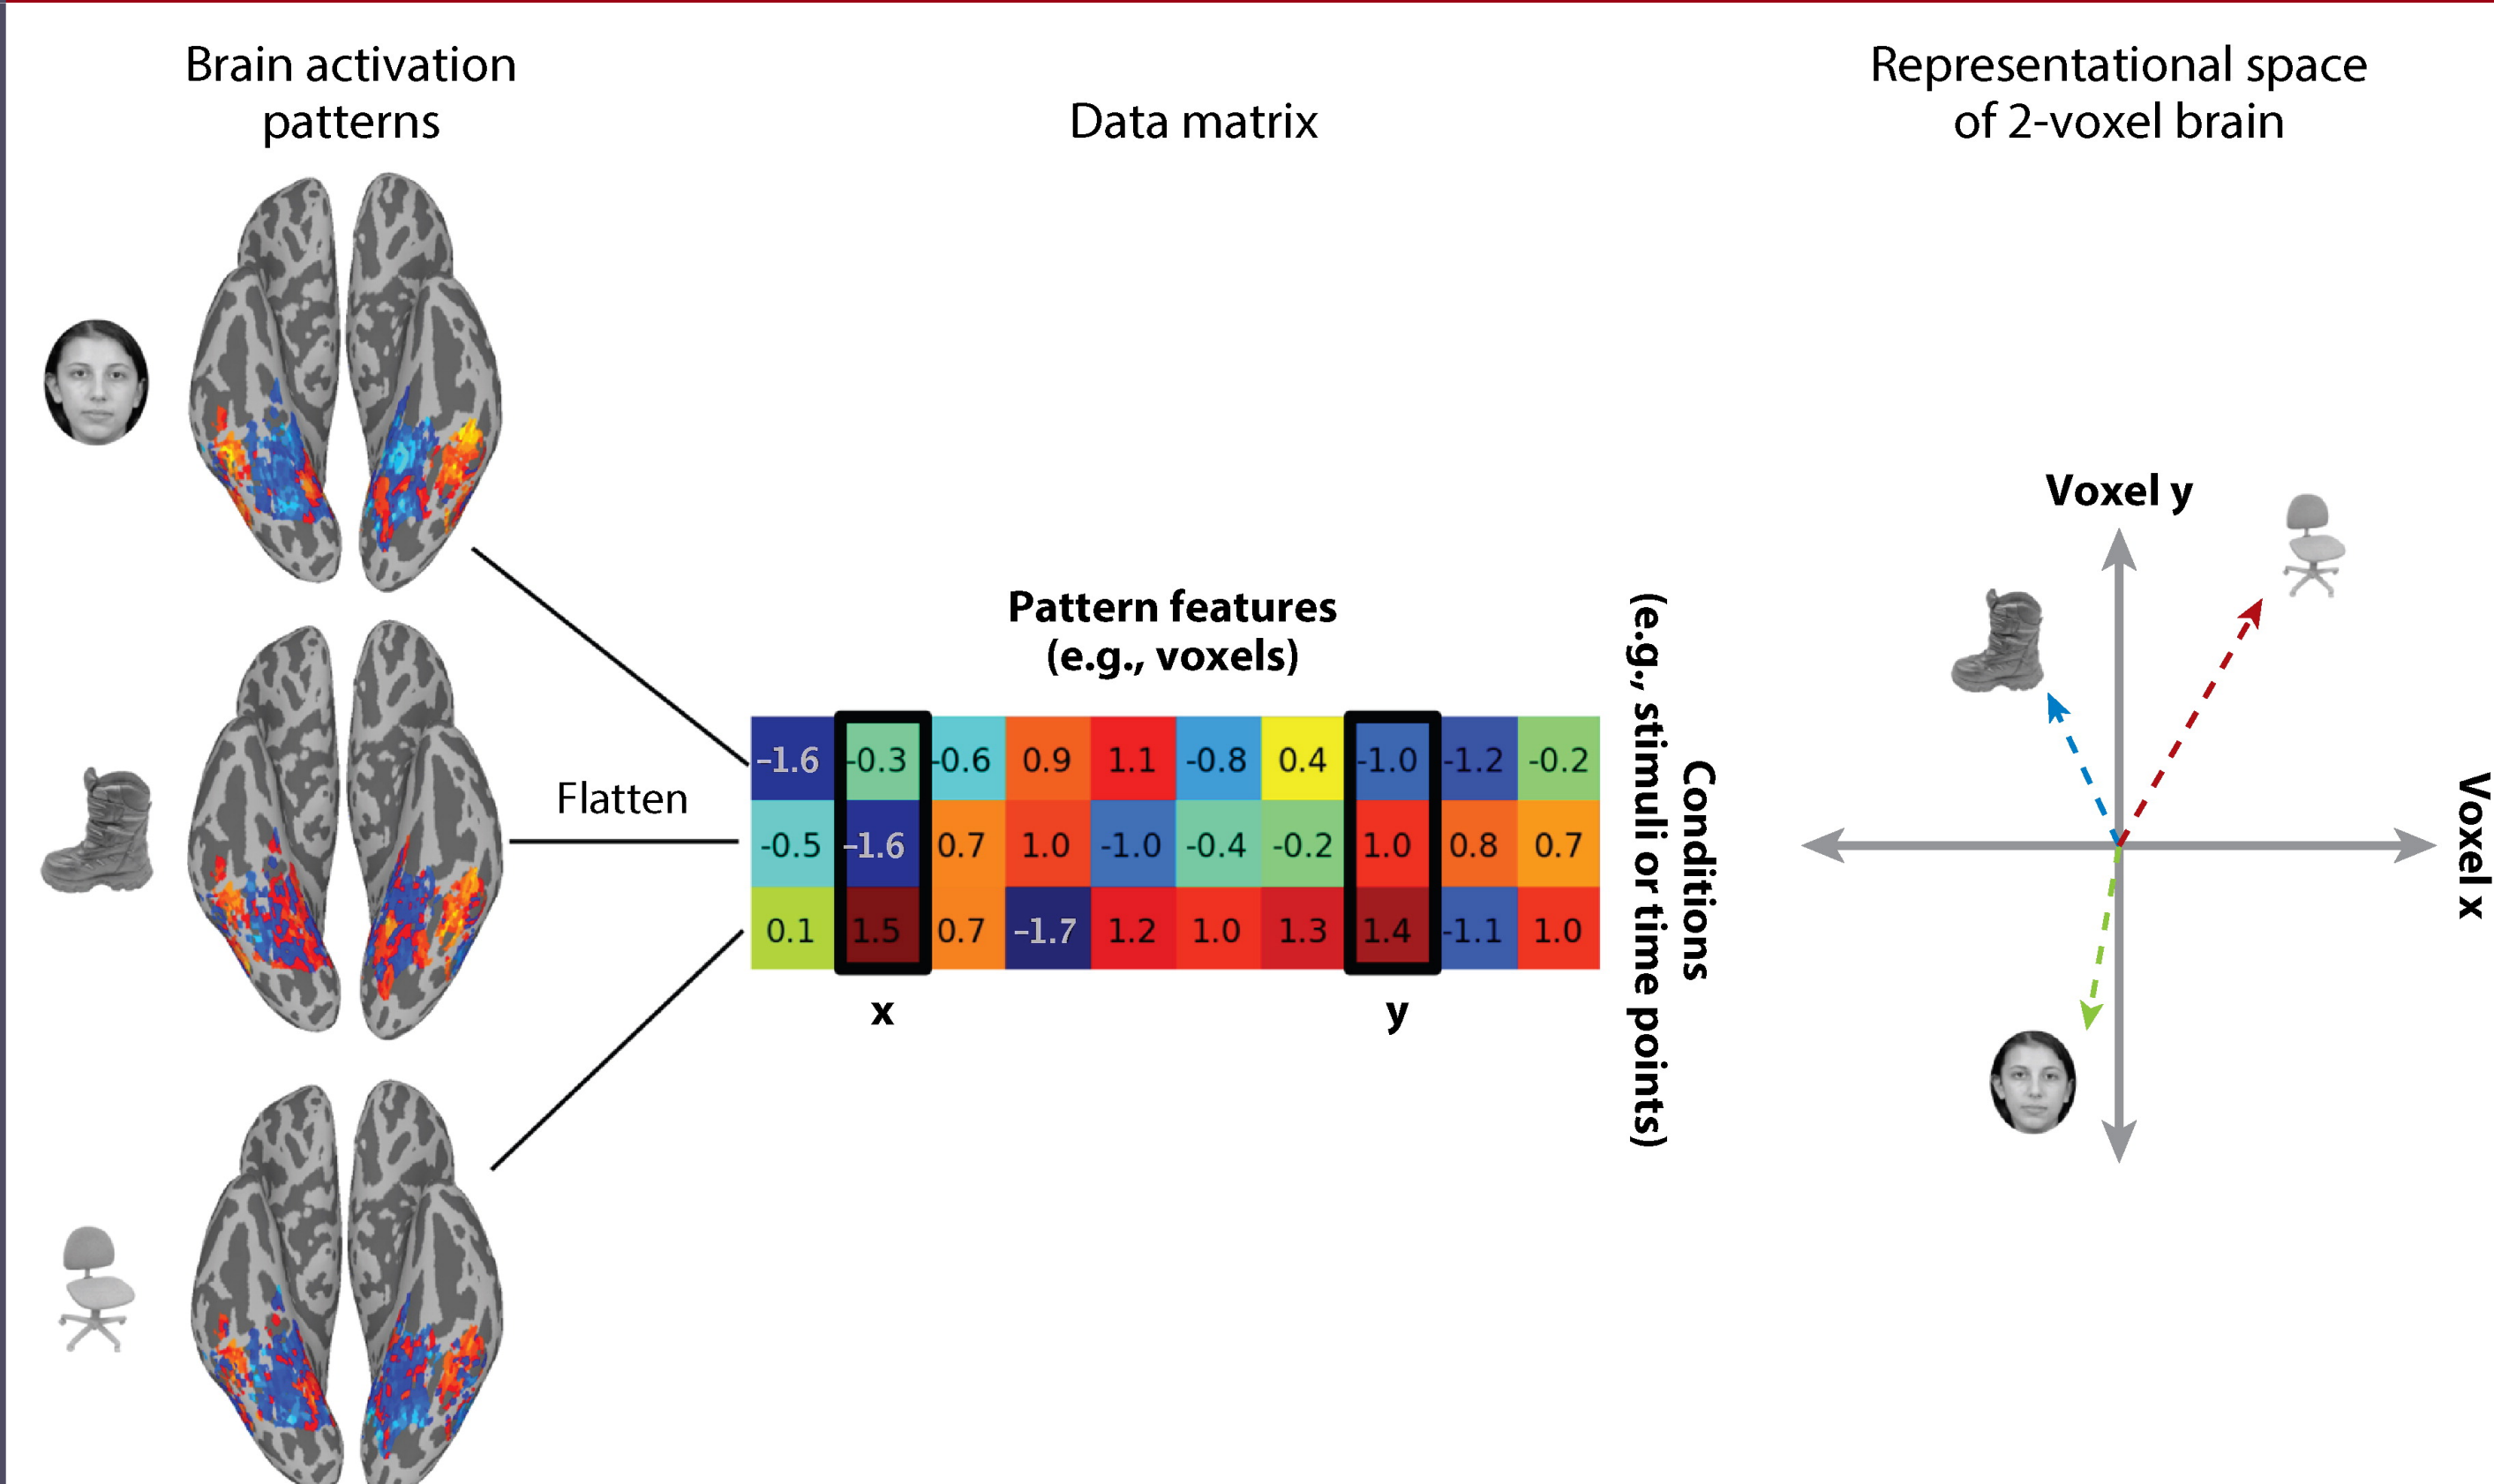 Brain activation
patterns
Data matrix
Representational space
of 2-voxel brain
Flatten
Pattern features
(e.g., voxels)
–1.6 -0.3 -0.6 0.9 1.1 -0.8 0.4 -1.0 -1.2 -0.2
-0.5 –1.6 0.7 1.0 -1.0 -0.4 -0.2 1.0 0.8 0.7
0.1 1.5 0.7 –1.7 1.2 1.0 1.3 1.4 -1.1 1.0
x
y
Conditions
(e.g., stimuli or time points)
Voxel y
Voxel x